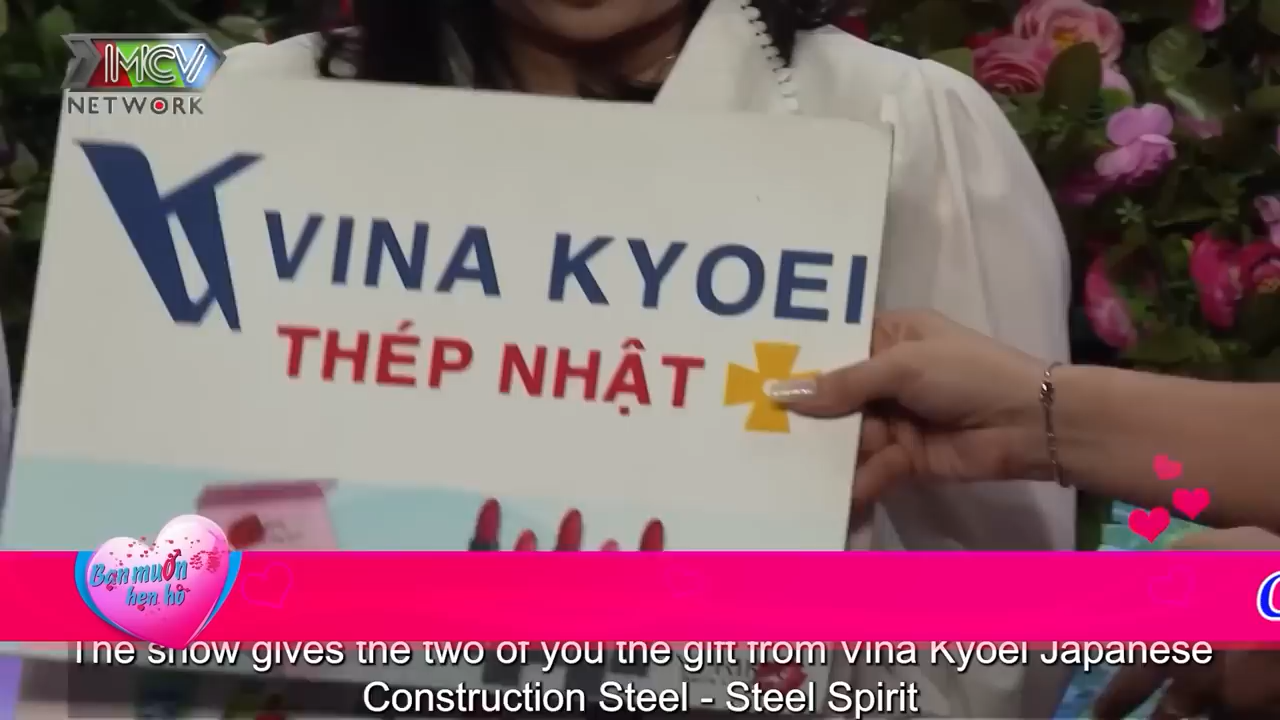 MCV
NETWORK
VINA KYOEI
THÉP NHẬT
Bạn muốn
hẹn hò
The show gives the two of you the gift from Vina Kyoei Japanese
Construction Steel - Steel Spirit